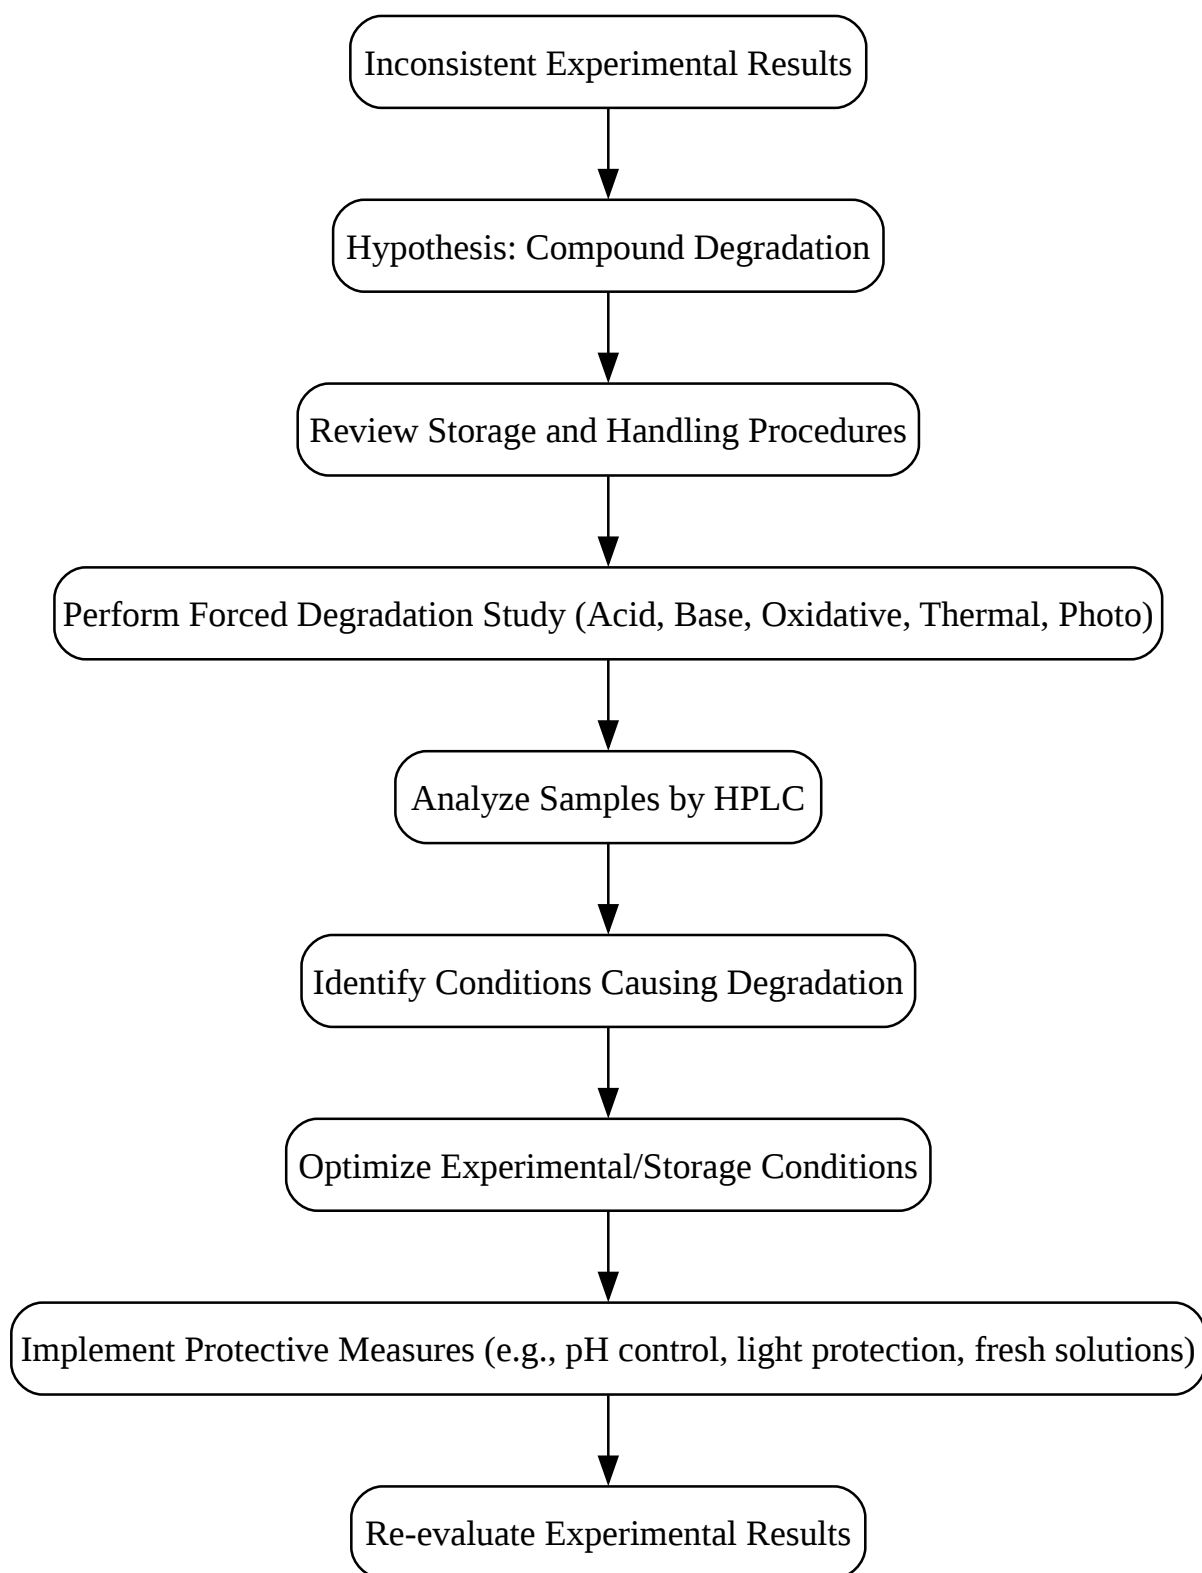 Inconsistent Experimental Results
Hypothesis: Compound Degradation
Review Storage and Handling Procedures
Perform Forced Degradation Study (Acid, Base, Oxidative, Thermal, Photo)
Analyze Samples by HPLC
Identify Conditions Causing Degradation
Optimize Experimental/Storage Conditions
Implement Protective Measures (e.g., pH control, light protection, fresh solutions)
Re-evaluate Experimental Results